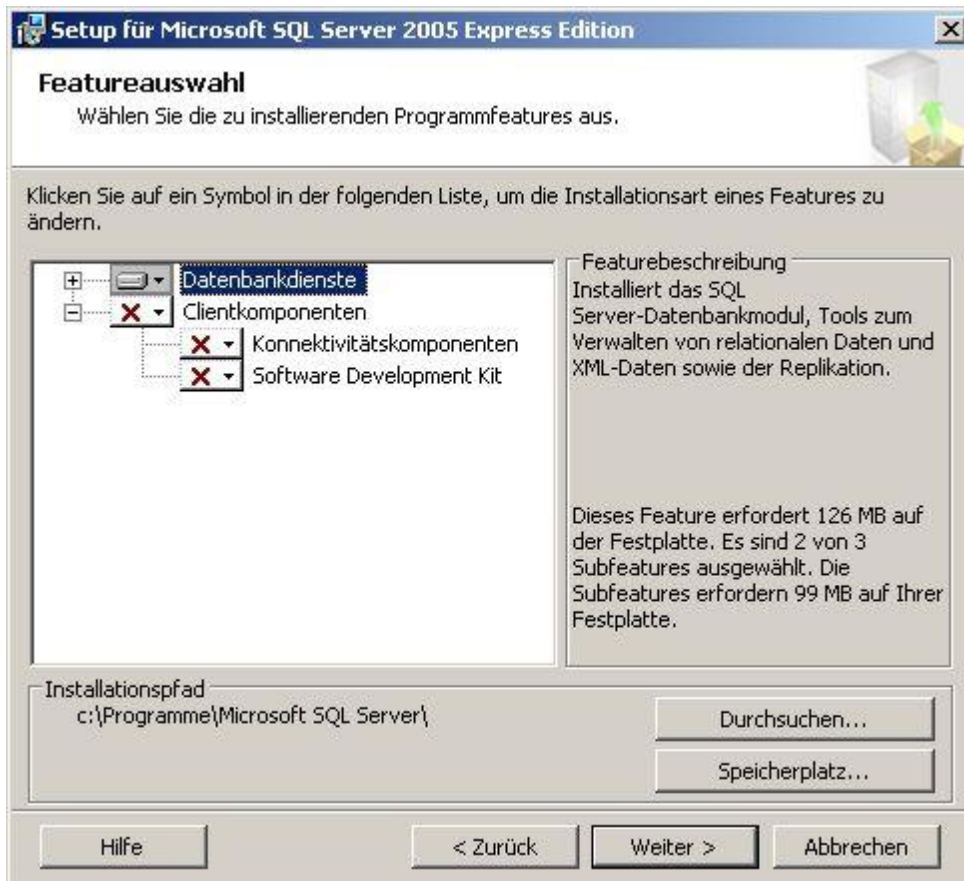 Setup für Microsoft SQL Server 2005 Express Edition
Featureauswahl
Wählen Sie die zu installierenden Programmfeatures aus.
Klicken Sie auf ein Symbol in der folgenden Liste, um die Installationsart eines Features zu
ändern.
Datenbankdienste
Clientkomponenten
Konnektivitätskomponenten
Software Development Kit
Featurebeschreibung
Installiert das SQL
Server-Datenbankmodul, Tools zum
Verwalten von relationalen Daten und
XML-Daten sowie der Replikation.
Dieses Feature erfordert 126 MB auf
der Festplatte. Es sind 2 von 3
Subfeatures ausgewählt. Die
Subfeatures erfordern 99 MB auf Ihrer
Festplatte.
Installationspfad
c:\Programme\Microsoft SQL Server\
Durchsuchen...
Speicherplatz...
Hilfe
< Zurück
Weiter >
Abbrechen